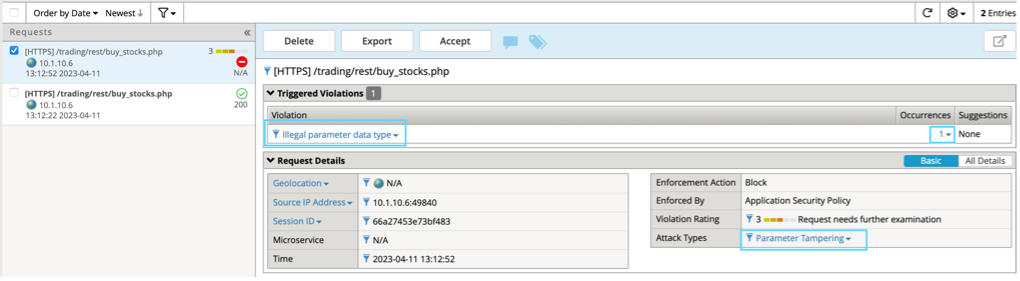 Order by Date Newest
2 Entries
Requests
[HTTPS] /trading/rest/buy_stocks.php 3
10.1.10.6
13:12:52 2023-04-11 N/A
[HTTPS] /trading/rest/buy_stocks.php
10.1.10.6 200
13:12:22 2023-04-11
Delete Export Accept
[HTTPS] /trading/rest/buy_stocks.php
Triggered Violations 1
Violation Occurrences Suggestions
Illegal parameter data type 1 None
Request Details Basic All Details
Geolocation N/A
Source IP Address 10.1.10.6:49840
Session ID 66a27453e73bf483
Microservice N/A
Time 2023-04-11 13:12:52
Enforcement Action Block
Enforced By Application Security Policy
Violation Rating 3 Request needs further examination
Attack Types Parameter Tampering